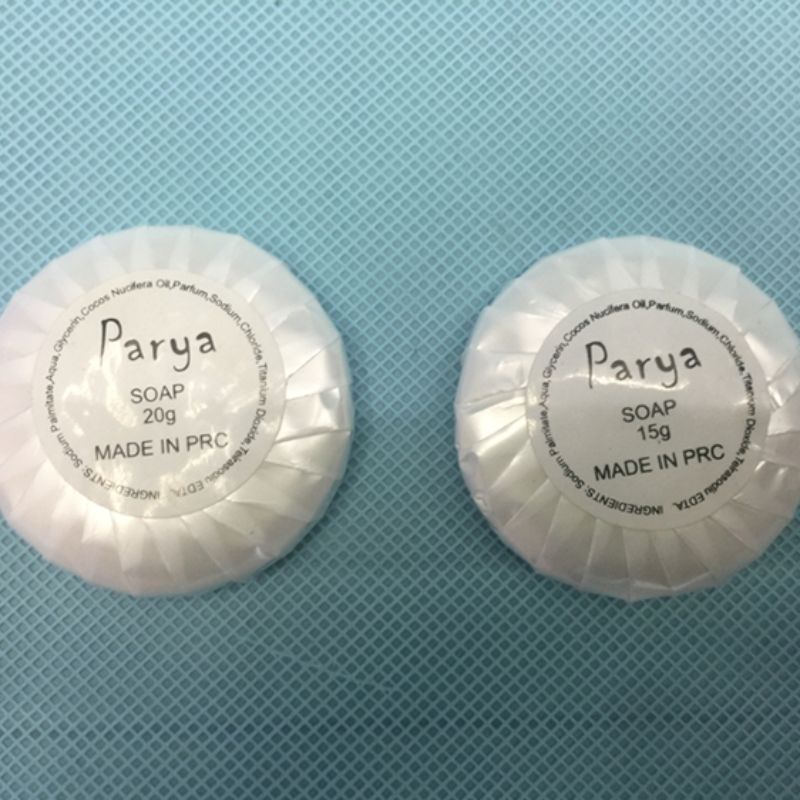 Parya
SOAP
20g
MADE IN PRC
INGREDIENTS: Sodium Palmitate,Aqua,Glycerin,Cocos Nucifera Oil,Parfum,Sodium,Chloride,Titanium Dioxide,Tetrasodiu EDTA,
Parya
SOAP
15g
MADE IN PRC
INGREDIENTS: Sodium Palmitate,Aqua,Glycerin,Cocos Nucifera Oil,Parfum,Sodium,Chloride,Titanium Dioxide,Tetrasodiu EDTA,